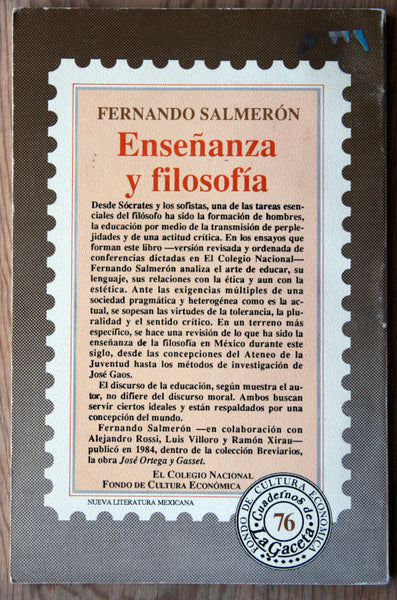 FERNANDO SALMERÓN
Enseñanza
y filosofía
Desde Sócrates y los sofistas, una de las tareas esen-
ciales del filósofo ha sido la formación de hombres,
la educación por medio de la transmisión de perple-
jidades y de una actitud crítica. En los ensayos que
forman este libro —versión revisada y ordenada de
conferencias dictadas en El Colegio Nacional—
Fernando Salmerón analiza el arte de educar, su
lenguaje, sus relaciones con la ética y aun con la
estética. Ante las exigencias múltiples de una
sociedad pragmática y heterogénea como es la ac-
tual, se sopesan las virtudes de la tolerancia, la plu-
ralidad y el sentido crítico. En un terreno más
específico, se hace una revisión de lo que ha sido la
enseñanza de la filosofía en México durante este
siglo, desde las concepciones del Ateneo de la
Juventud hasta los métodos de investigación de
José Gaos.
El discurso de la educación, según muestra el au-
tor, no difiere del discurso moral. Ambos buscan
servir ciertos ideales y están respaldados por una
concepción del mundo.
Fernando Salmerón —en colaboración con
Alejandro Rossi, Luis Villoro y Ramón Xirau—
publicó en 1984, dentro de la colección Breviarios,
la obra José Ortega y Gasset.
EL COLEGIO NACIONAL
FONDO DE CULTURA ECONÓMICA
NUEVA LITERATURA MEXICANA
FONDO DE CULTURA ECONÓMICA
Cuadernos de
76
La Gaceta